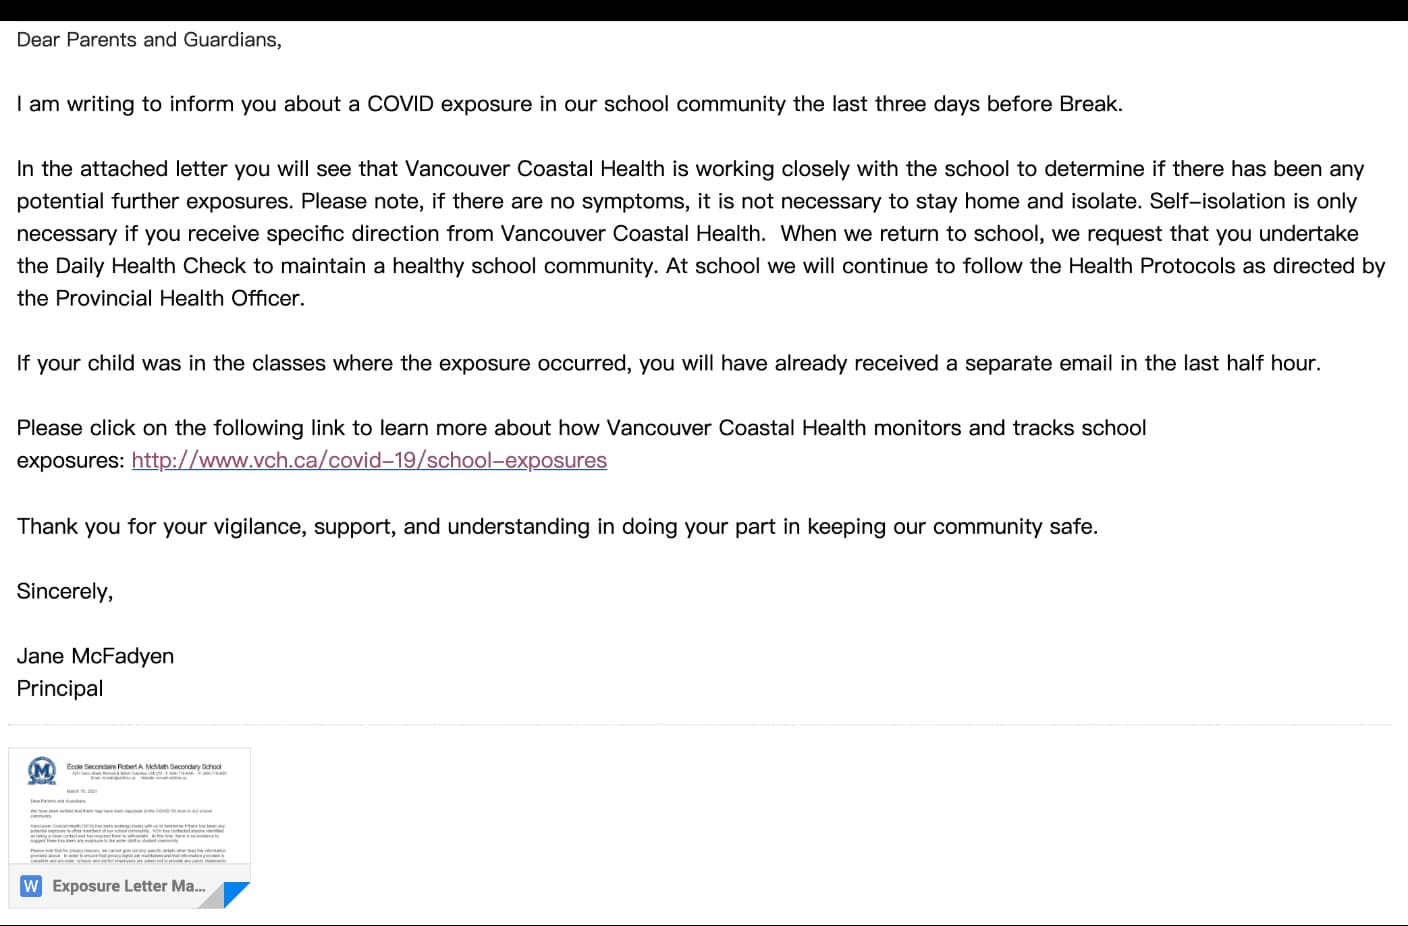 Dear Parents and Guardians,
I am writing to inform you about a COVID exposure in our school community the last three days before Break.
In the attached letter you will see that Vancouver Coastal Health is working closely with the school to determine if there has been any
potential further exposures. Please note, if there are no symptoms, it is not necessary to stay home and isolate. Self-isolation is only
necessary if you receive specific direction from Vancouver Coastal Health.  When we return to school, we request that you undertake
the Daily Health Check to maintain a healthy school community. At school we will continue to follow the Health Protocols as directed by
the Provincial Health Officer.
If your child was in the classes where the exposure occurred, you will have already received a separate email in the last half hour.
Please click on the following link to learn more about how Vancouver Coastal Health monitors and tracks school
exposures: http://www.vch.ca/covid-19/school-exposures
Thank you for your vigilance, support, and understanding in doing your part in keeping our community safe.
Sincerely,
Jane McFadyen
Principal
M
École Secondaire Robert A. McMath Secondary School
Dear Parents and Guardians,
We have been notified that there may have been exposure to the COVID-19 virus in our school
community.
W Exposure Letter Ma...